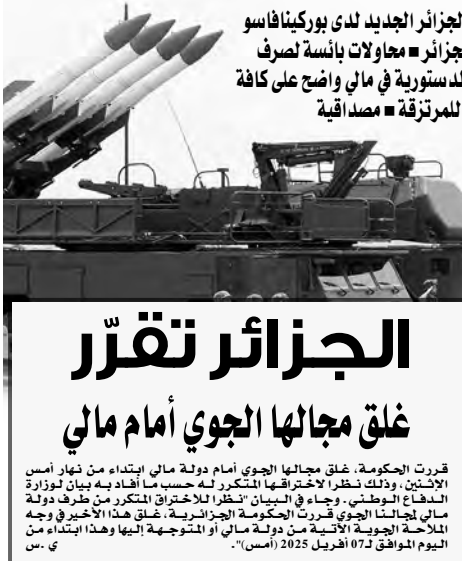 لجزائر الجديد لدى بوركينافاسو
جزائر ■ محاولات بائسة لصرف
لدستورية في مالي واضح على كافة
للمرتزقة ■ مصداقية
الجزائر تقرّر
غلق مجالها الجوي أمام مالي
قررت الحكومة، غلق مجالها الجوي أمام دولة مالي ابتداء من نهار أمس
الإثنين، وذلك نظرا لاختراقها المتكرر له حسب ما أفاد به بيان لوزارة
الدفاع الوطني. وجاء في البيان "نظرا للاختراق المتكرر من طرف دولة
مالي لمجالنا الجوي قررت الحكومة الجزائرية، غلق هذا الأخير في وجه
الملاحة الجوية الآتية من دولة مالي أو المتوجهة إليها وهذا ابتداء من
اليوم الموافق لـ07 أفريل 2025 (أمس)". ي.س